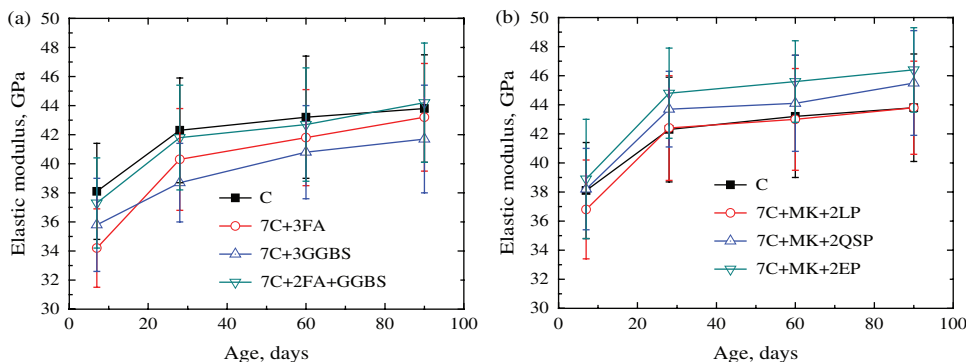 (a)
Elastic modulus, GPa
50
48
46
44
42
40
38
36
34
32
30
0 20 40 60 80 100
Age, days
C
7C+3FA
7C+3GGBS
7C+2FA+GGBS
(b)
Elastic modulus, GPa
50
48
46
44
42
40
38
36
34
32
30
0 20 40 60 80 100
Age, days
C
7C+MK+2LP
7C+MK+2QSP
7C+MK+2EP